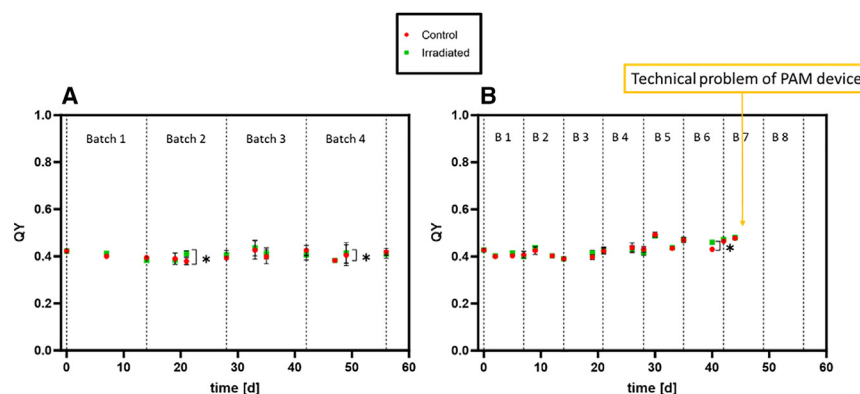 Control
Irradiated
Technical problem of PAM device
A
B
1.0
Batch 1
Batch 2
Batch 3
Batch 4
0.8
0.6
QY
0.4
*
*
0.2
0.0
0
10
20
30
40
50
60
time [d]
1.0
B 1
B 2
B 3
B 4
B 5
B 6
B 7
B 8
0.8
0.6
QY
0.4
*
0.2
0.0
0
10
20
30
40
50
60
time [d]